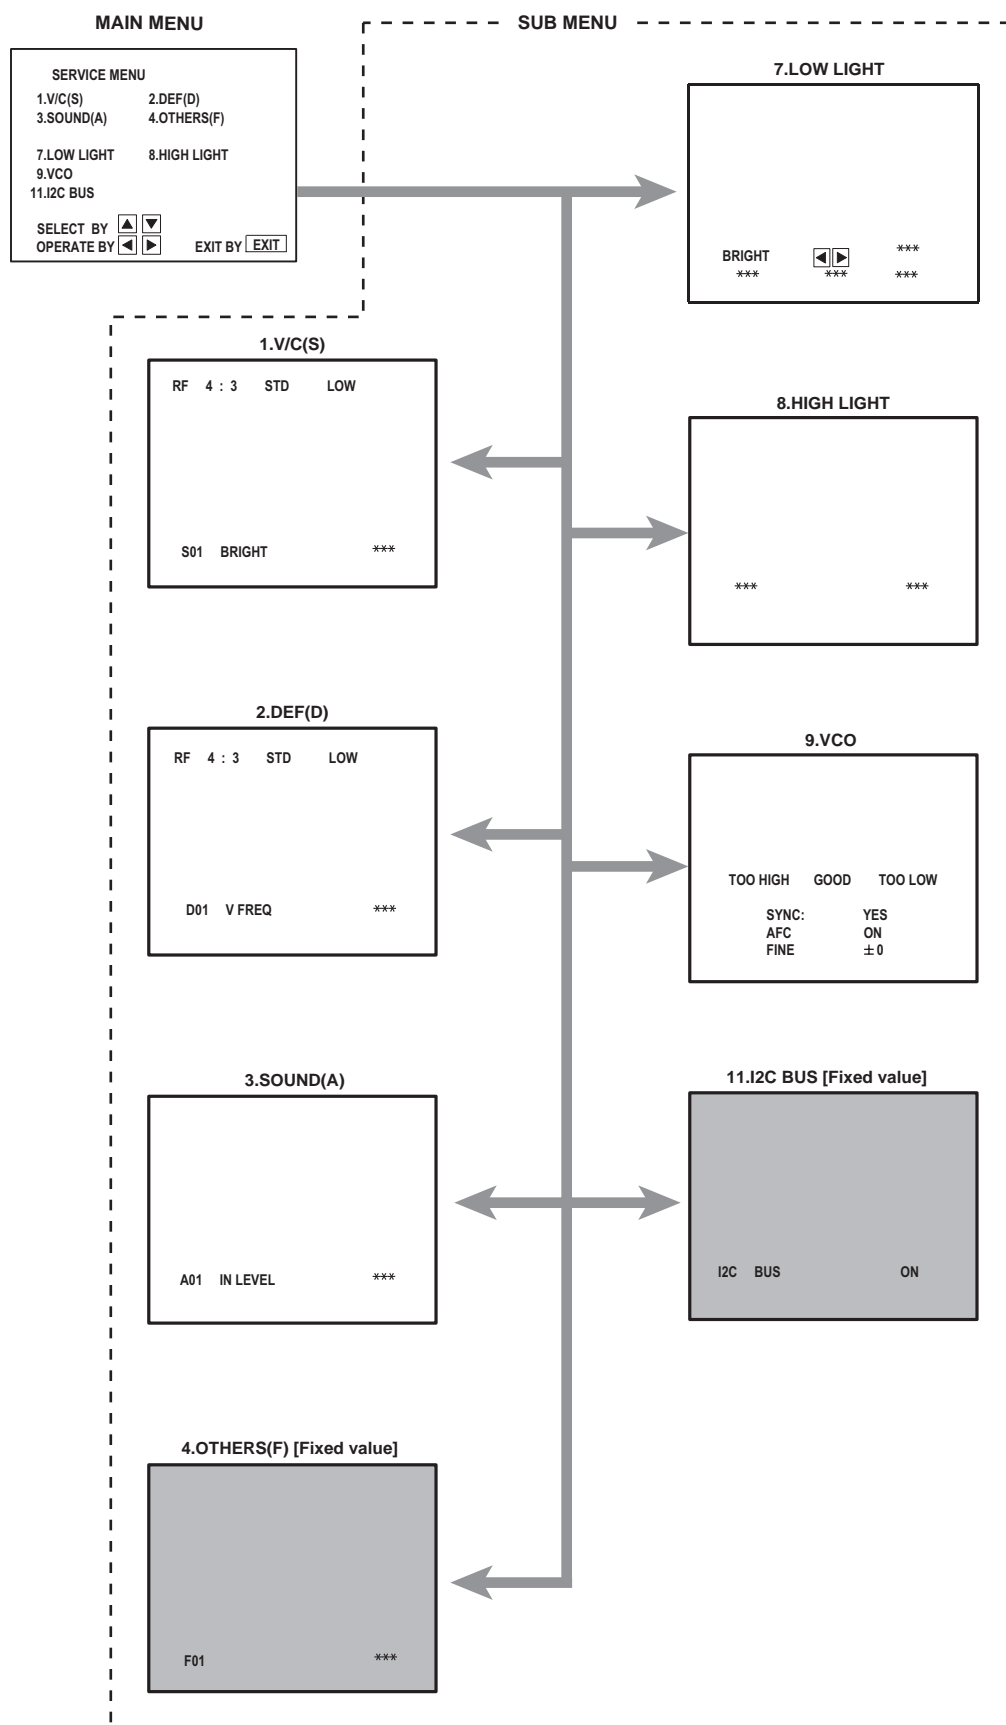 MAIN MENU
SUB MENU
SERVICE MENU
1.V/C(S) 2.DEF(D)
3.SOUND(A) 4.OTHERS(F)
7.LOW LIGHT 8.HIGH LIGHT
9.VCO
11.I2C BUS
SELECT BY ▲ ▼
OPERATE BY ◀ ▶ EXIT BY EXIT
7.LOW LIGHT
BRIGHT ◀ ▶ ***
*** *** ***
1.V/C(S)
RF 4 : 3 STD LOW
S01 BRIGHT ***
8.HIGH LIGHT
*** ***
2.DEF(D)
RF 4 : 3 STD LOW
D01 V FREQ ***
9.VCO
TOO HIGH GOOD TOO LOW
SYNC: YES
AFC ON
FINE ±0
3.SOUND(A)
A01 IN LEVEL ***
11.I2C BUS [Fixed value]
I2C BUS ON
4.OTHERS(F) [Fixed value]
F01 ***